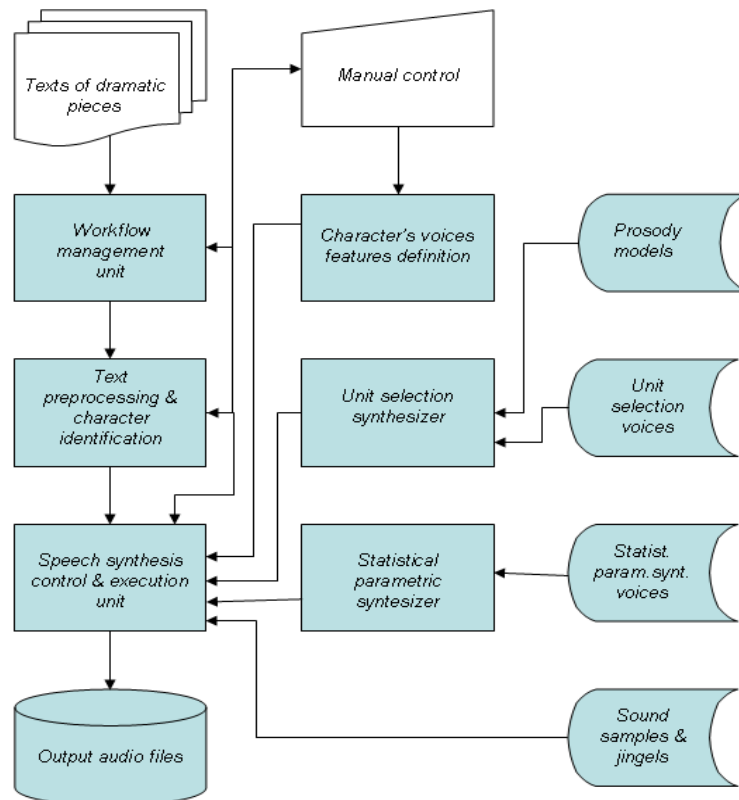 Texts of dramatic
pieces
Manual control
Workflow
management
unit
Character's voices
features definition
Prosody
models
Text
preprocessing &
character
identification
Unit selection
synthesizer
Unit
selection
voices
Speech synthesis
control & execution
unit
Statistical
parametric
syntesizer
Statist.
param.synt.
voices
Output audio files
Sound
samples &
jingels